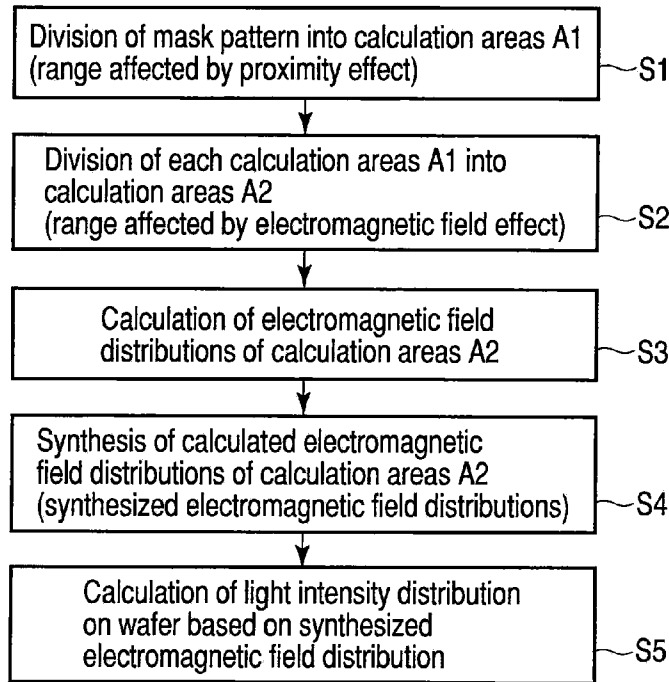 Division of mask pattern into calculation areas A1
(range affected by proximity effect)
S1
Division of each calculation areas A1 into
calculation areas A2
(range affected by electromagnetic field effect)
S2
Calculation of electromagnetic field
distributions of calculation areas A2
S3
Synthesis of calculated electromagnetic
field distributions of calculation areas A2
(synthesized electromagnetic field distributions)
S4
Calculation of light intensity distribution
on wafer based on synthesized
electromagnetic field distribution
S5